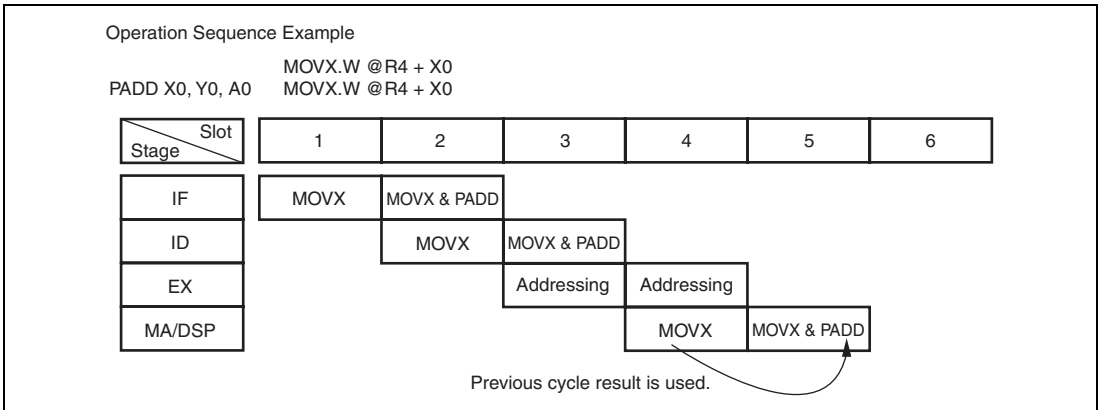 Operation Sequence Example
MOVX.W @R4 + X0
PADD X0, Y0, A0 MOVX.W @R4 + X0
Slot
Stage
1 2 3 4 5 6
IF MOVX MOVX & PADD
ID MOVX MOVX & PADD
EX Addressing Addressing
MA/DSP MOVX MOVX & PADD
Previous cycle result is used.